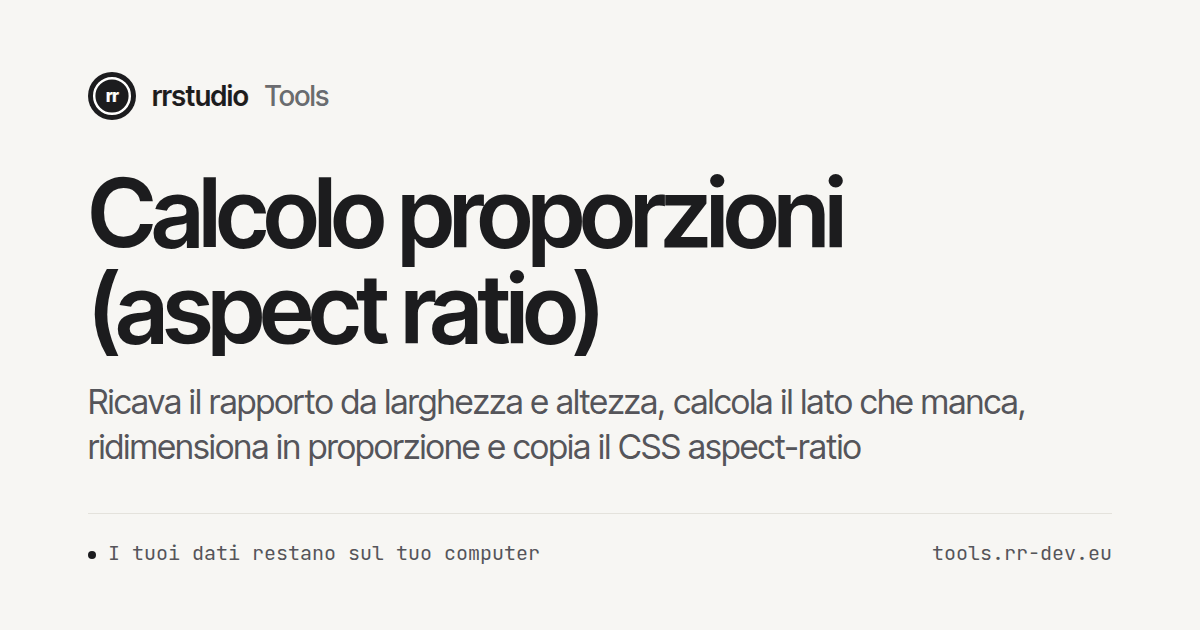 rr rrstudio Tools
Calcolo proporzioni
(aspect ratio)
Ricava il rapporto da larghezza e altezza, calcola il lato che manca,
ridimensiona in proporzione e copia il CSS aspect-ratio
I tuoi dati restano sul tuo computer
tools.rr-dev.eu